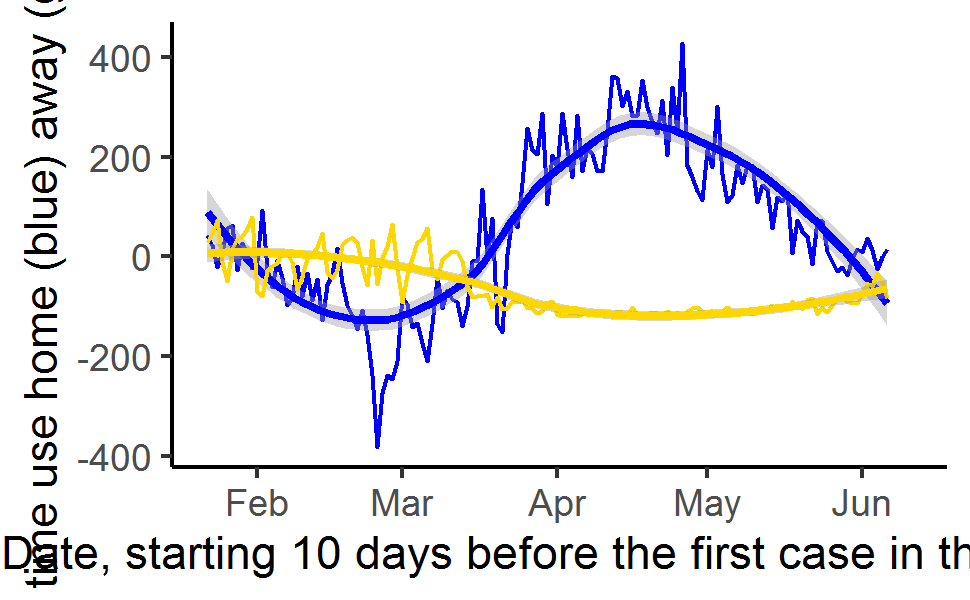 time use home (blue) away (
400
200
0
-200
-400
Feb Mar Apr May Jun
Date, starting 10 days before the first case in th